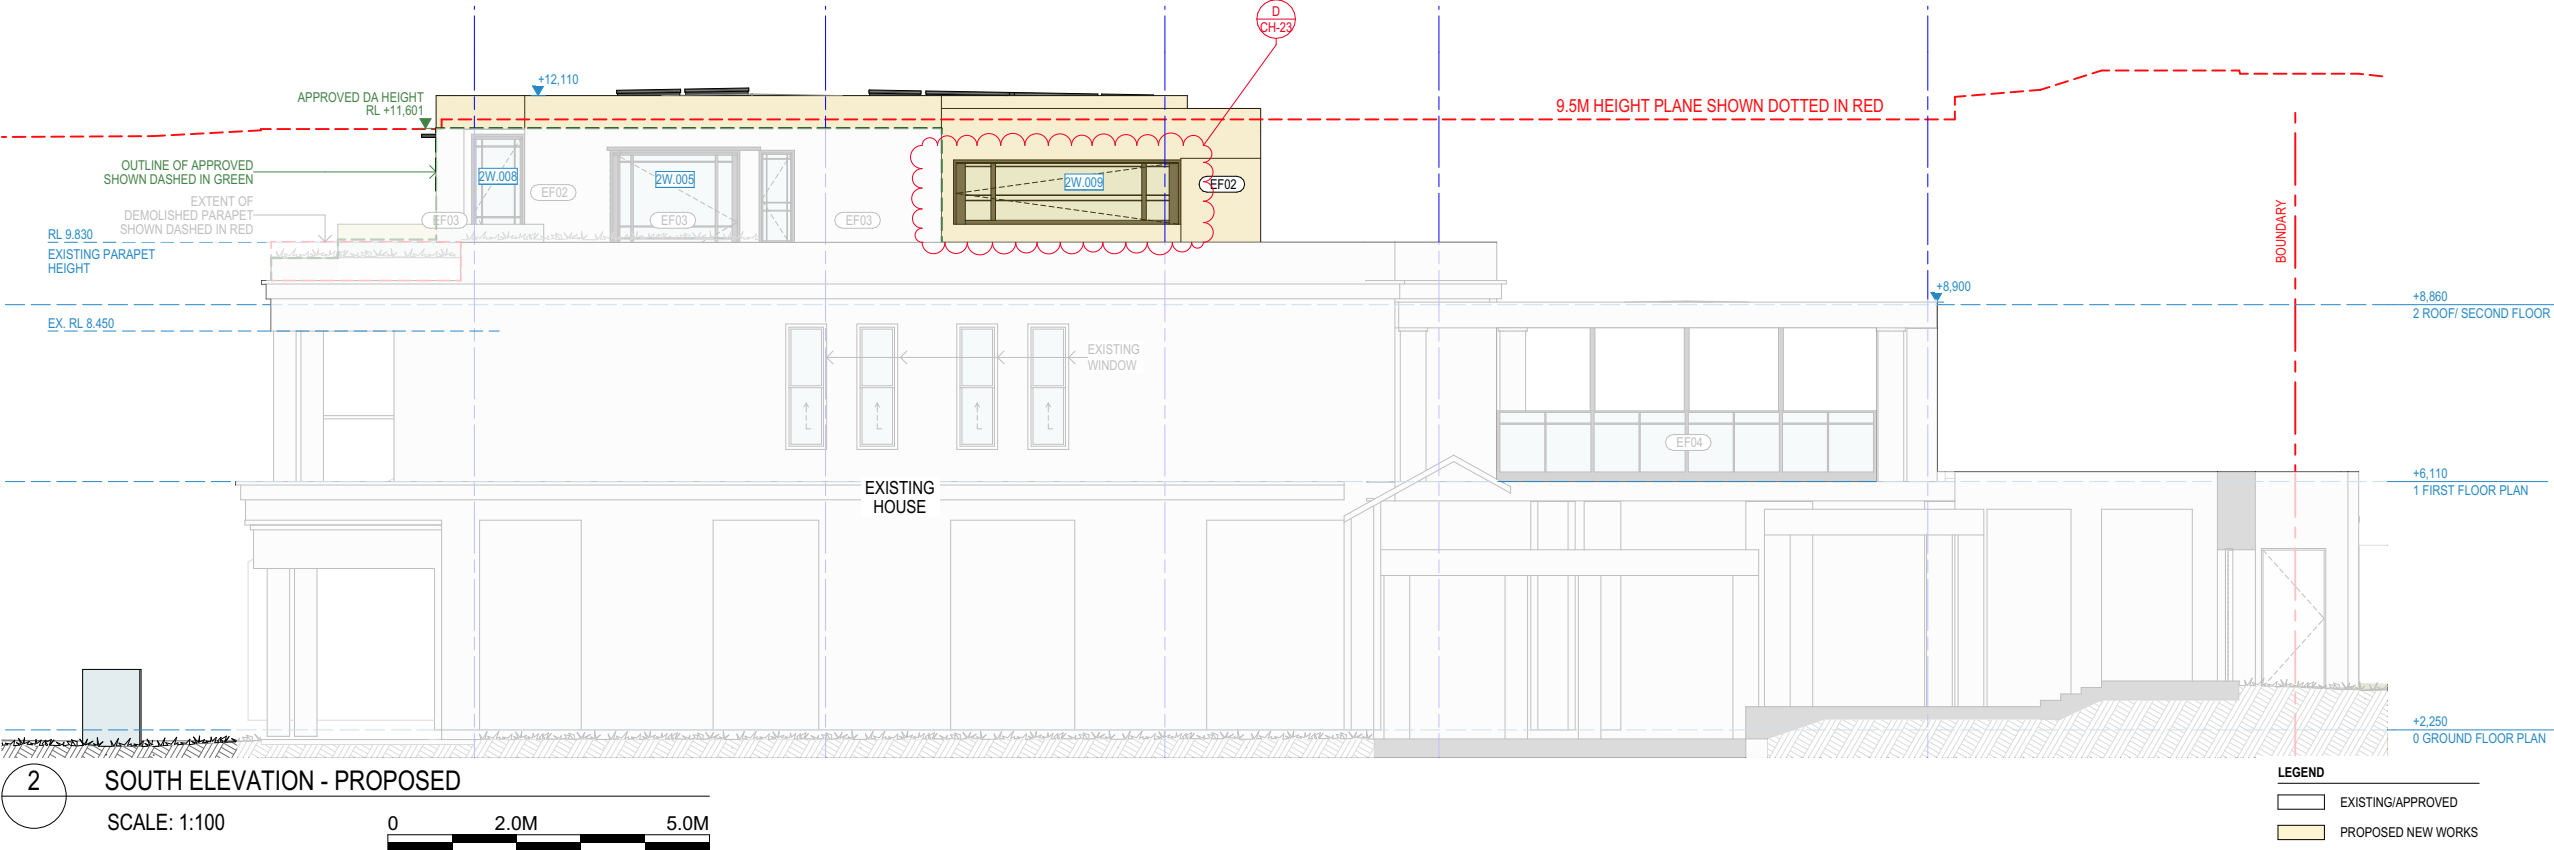 D
CH-23
+12,110
APPROVED DA HEIGHT
RL +11,601
9.5M HEIGHT PLANE SHOWN DOTTED IN RED
OUTLINE OF APPROVED
SHOWN DASHED IN GREEN
EXTENT OF
DEMOLISHED PARAPET
SHOWN DASHED IN RED
2W.008
EF02
2W.005
2W.009
EF02
EF03
EF03
EF03
RL 9.830
EXISTING PARAPET
HEIGHT
BOUNDARY
+8,900
+8,860
2 ROOF/ SECOND FLOOR
EX. RL 8.450
EXISTING
WINDOW
L
L
L
L
EF04
+6,110
1 FIRST FLOOR PLAN
EXISTING
HOUSE
+2,250
0 GROUND FLOOR PLAN
2
SOUTH ELEVATION - PROPOSED
SCALE: 1:100
0 2.0M 5.0M
LEGEND
EXISTING/APPROVED
PROPOSED NEW WORKS